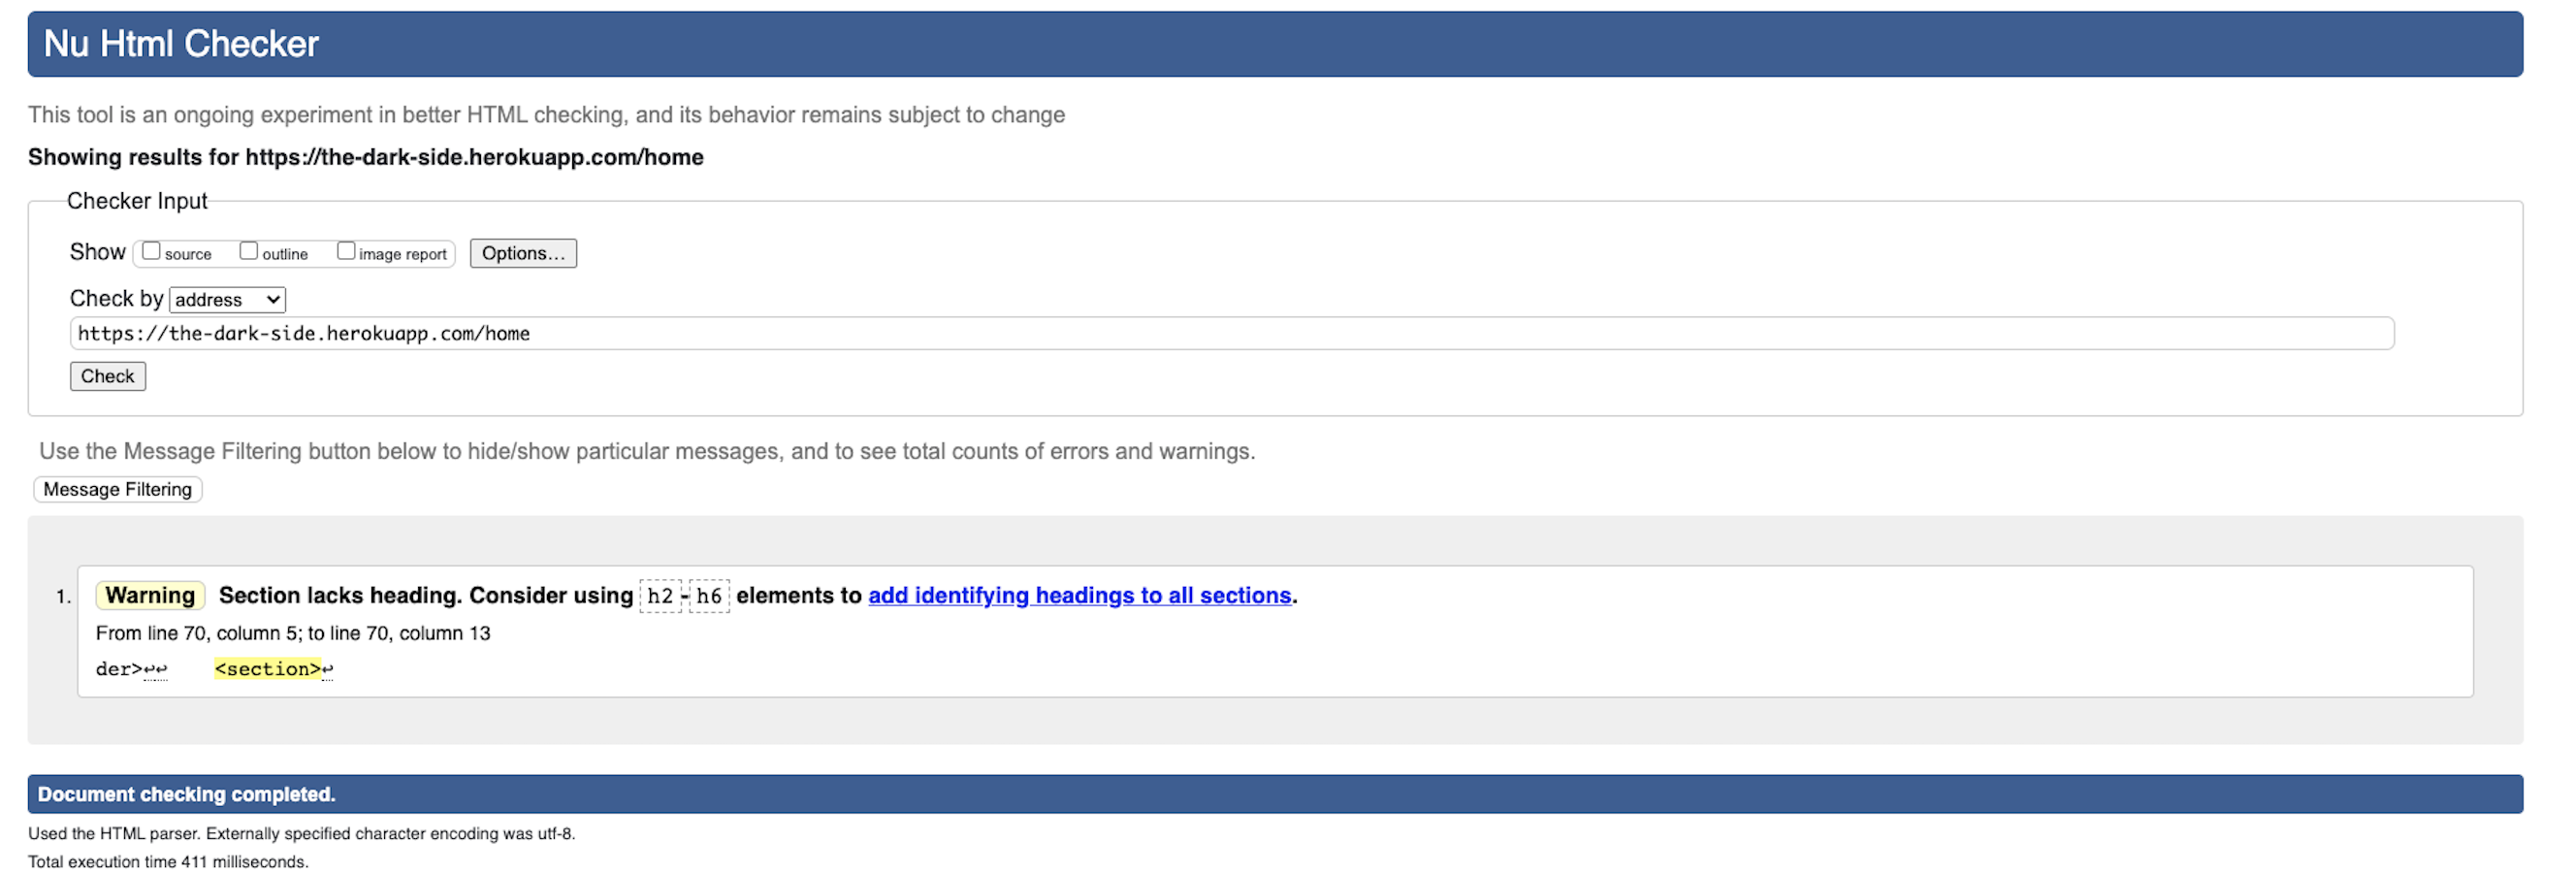 Nu Html Checker
This tool is an ongoing experiment in better HTML checking, and its behavior remains subject to change
Showing results for https://the-dark-side.herokuapp.com/home
Checker Input
Show source outline image report Options...
Check by address
https://the-dark-side.herokuapp.com/home
Check
Use the Message Filtering button below to hide/show particular messages, and to see total counts of errors and warnings.
Message Filtering
1. Warning Section lacks heading. Consider using h2-h6 elements to add identifying headings to all sections.
From line 70, column 5; to line 70, column 13
der>↩↩ <section>↩
Document checking completed.
Used the HTML parser. Externally specified character encoding was utf-8.
Total execution time 411 milliseconds.